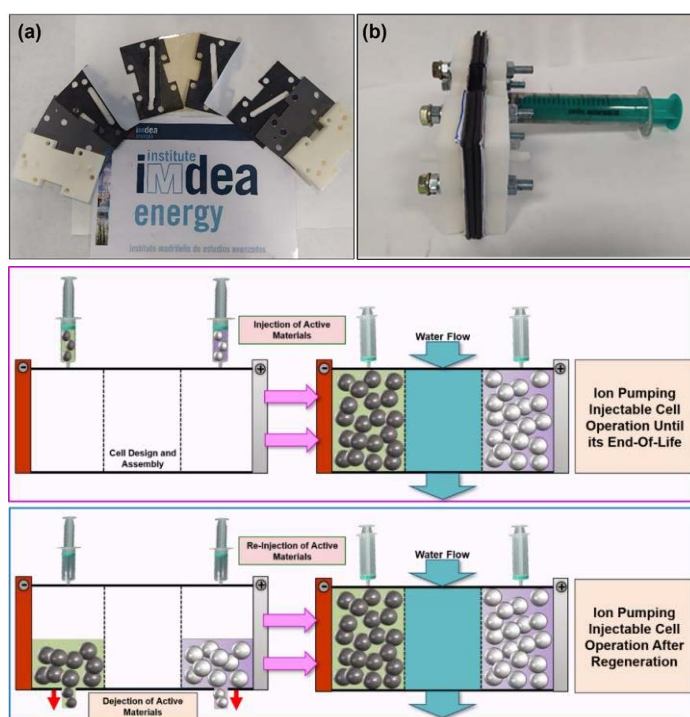 (a)
(b)
imdea
energy
institute
imdea
energy
instituto madrileño de estudios avanzados
Injection of Active
Materials
Water Flow
Cell Design and
Assembly
Ion Pumping
Injectable Cell
Operation Until
its End-Of-Life
Re-Injection of Active
Materials
Water Flow
Dejection of Active
Materials
Ion Pumping
Injectable Cell
Operation After
Regeneration